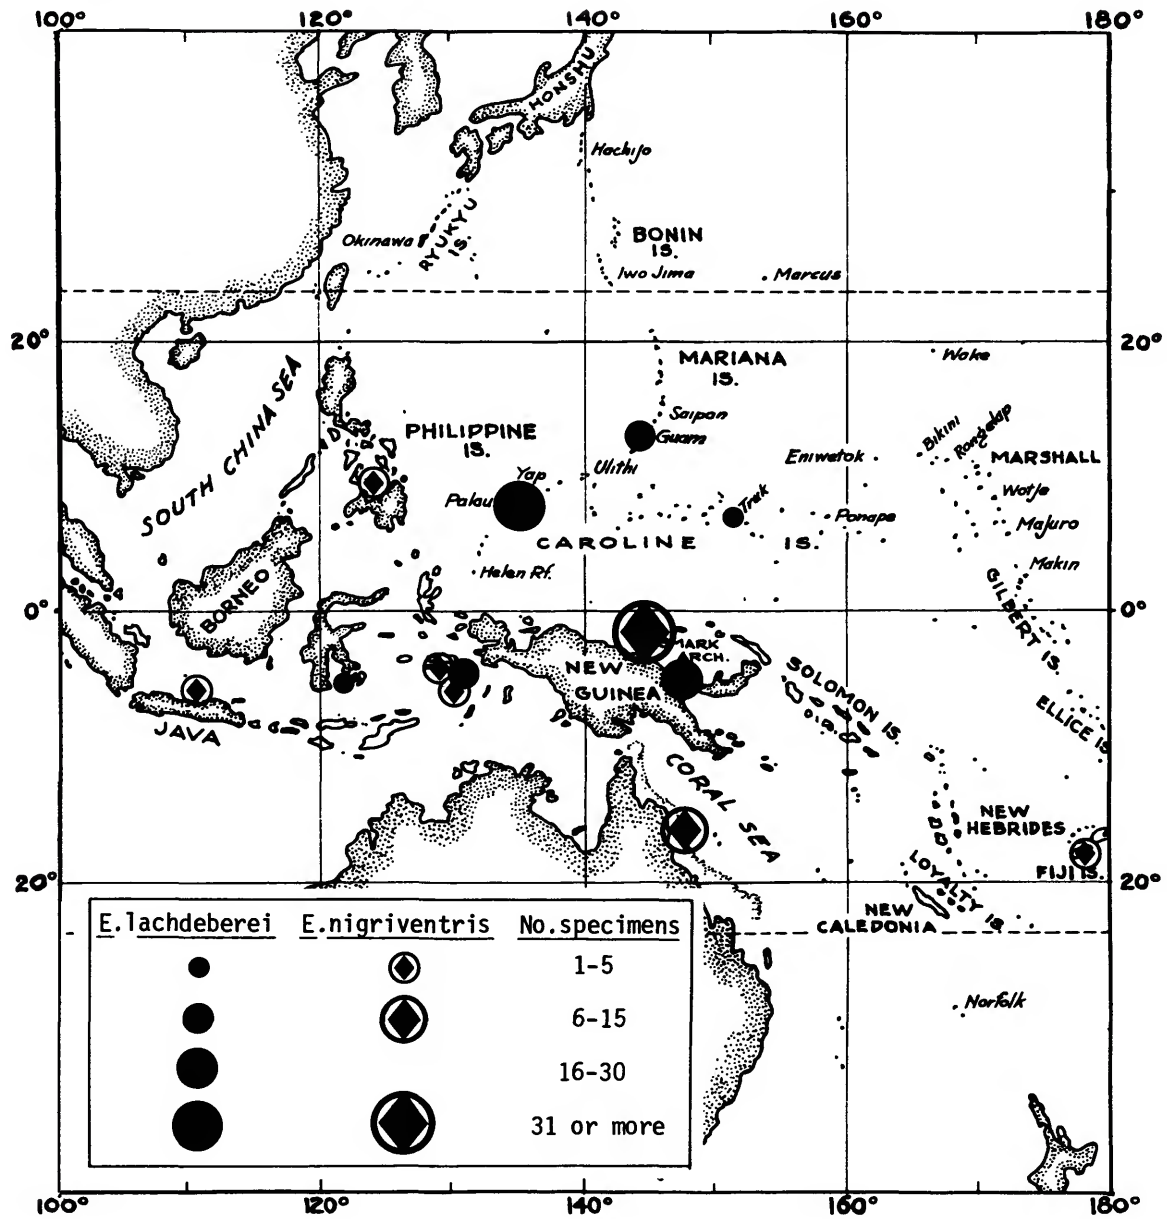 100° 120° 140° 160° 180°
HONSHU
Hachijo
RYUKYU
IS.
Okinawa
BONIN
IS.
Iwo Jima
Marcus
20° 20°
Wake
MARIANA
IS.
SOUTH CHINA SEA
Saipan
Guam
PHILIPPINE
IS.
Bikini
Rongelap
Eniwetok
MARSHALL
Ulithi
Yap
Palau
Truk
Wotje
Ponape
Majuro
CAROLINE IS.
Makin
Helen Rf.
GILBERT IS.
BORNEO
0° 0°
MARK
ARCH.
NEW
GUINEA
SOLOMON IS.
ELLICE IS
JAVA
CORAL SEA
NEW
HEBRIDES
FIJI IS.
20° 20°
LOYALTY IS.
NEW
CALEDONIA
Norfolk
E.lachdeberei E.nigriventris No.specimens
1-5
6-15
16-30
31 or more
100° 120° 140° 160° 180°